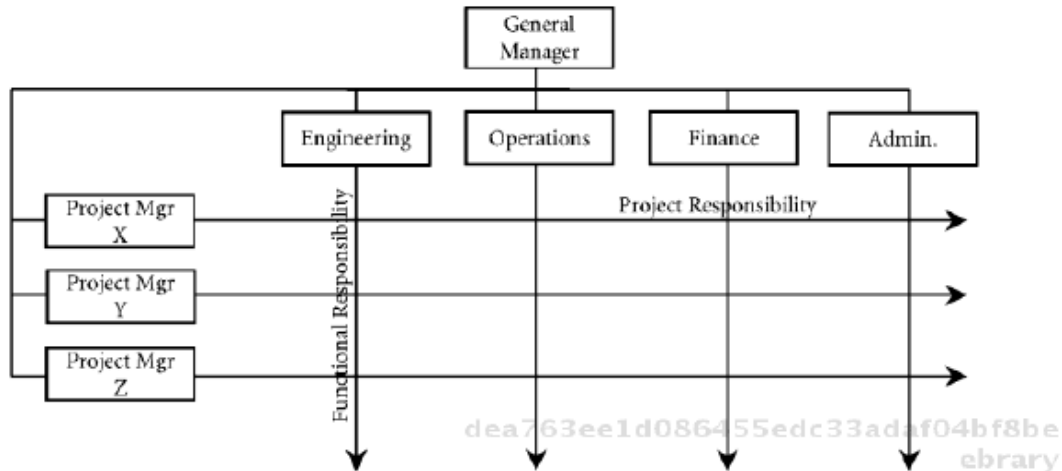 General
Manager
Engineering
Operations
Finance
Admin.
Project Mgr
X
Project Responsibility
Functional Responsibility
Project Mgr
Y
Project Mgr
Z
dea763ee1d086455edc33adaf04bf8be
ebrary